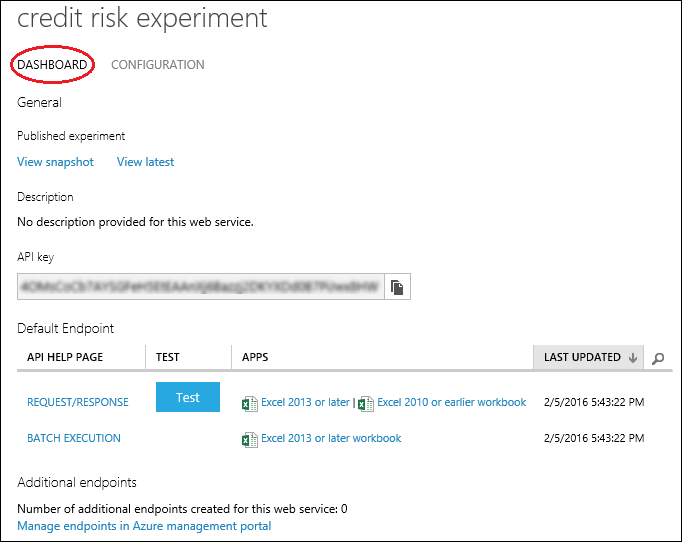 credit risk experiment
DASHBOARD CONFIGURATION
General
Published experiment
View snapshot View latest
Description
No description provided for this web service.
API key
Default Endpoint
API HELP PAGE TEST APPS LAST UPDATED
REQUEST/RESPONSE Test Excel 2013 or later | Excel 2010 or earlier workbook 2/5/2016 5:43:22 PM
BATCH EXECUTION Excel 2013 or later workbook 2/5/2016 5:43:22 PM
Additional endpoints
Number of additional endpoints created for this web service: 0
Manage endpoints in Azure management portal